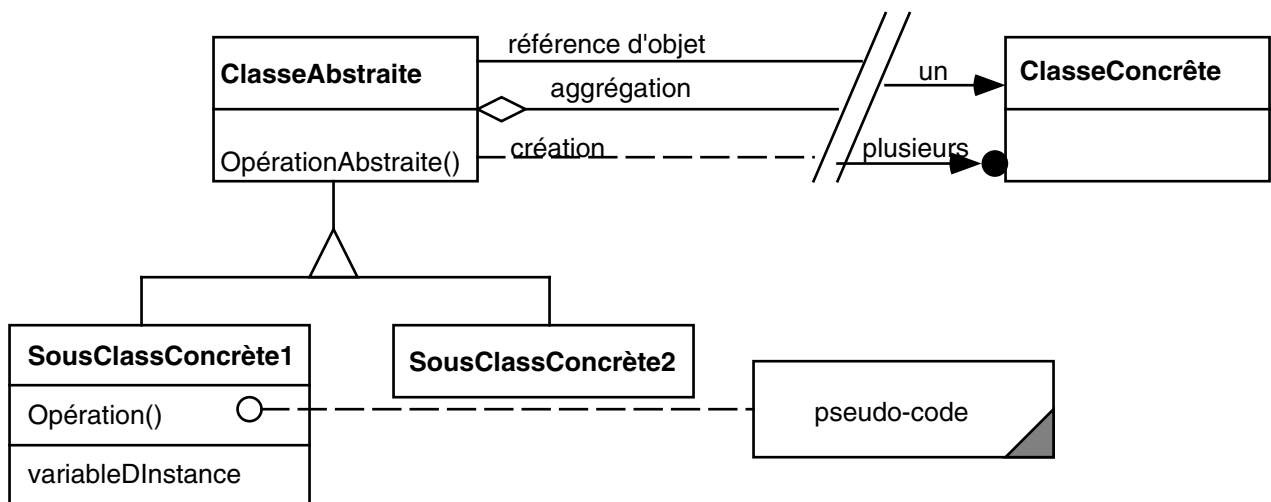 référence d'objet
ClasseAbstraite
un
ClasseConcrête
aggrégation
OpérationAbstraite()
création
plusieurs
SousClassConcrète1
SousClassConcrète2
Opération()
pseudo-code
variableDInstance